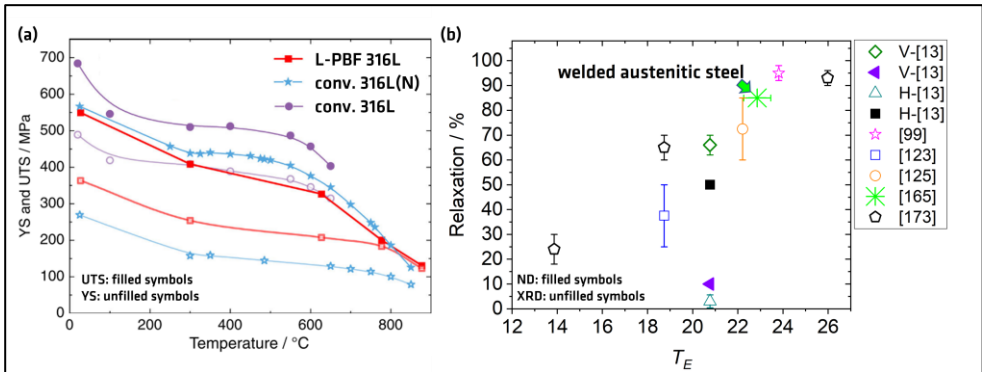 (a)
700
600
500
400
300
200
100
0
YS and UTS / MPa
L-PBF 316L
conv. 316L(N)
conv. 316L
UTS: filled symbols
YS: unfilled symbols
0 200 400 600 800
Temperature / °C
(b)
100
90
80
70
60
50
40
30
20
10
0
Relaxation / %
welded austenitic steel
ND: filled symbols
XRD: unfilled symbols
12 14 16 18 20 22 24 26
T_E
V-[13]
V-[13]
H-[13]
H-[13]
[99]
[123]
[125]
[165]
[173]